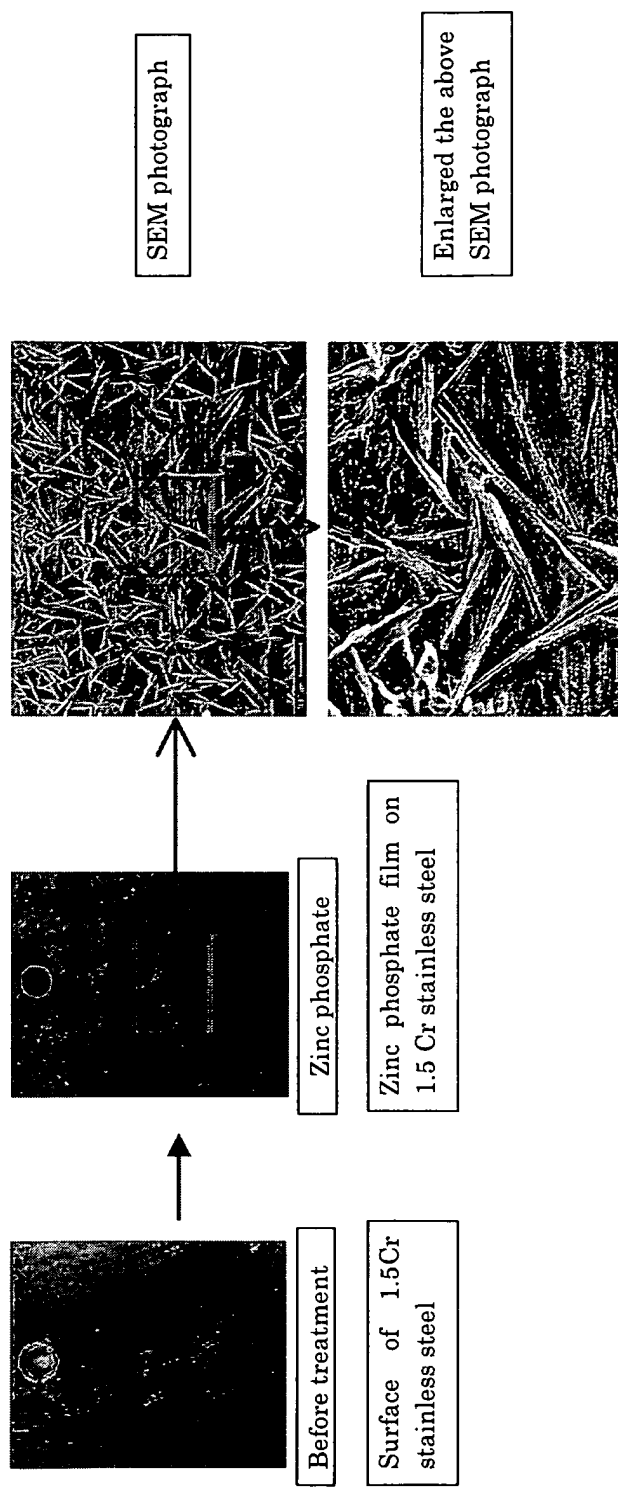 Before treatment
Surface of 1.5Cr
stainless steel
Zinc phosphate
Zinc phosphate film on
1.5 Cr stainless steel
SEM photograph
Enlarged the above
SEM photograph